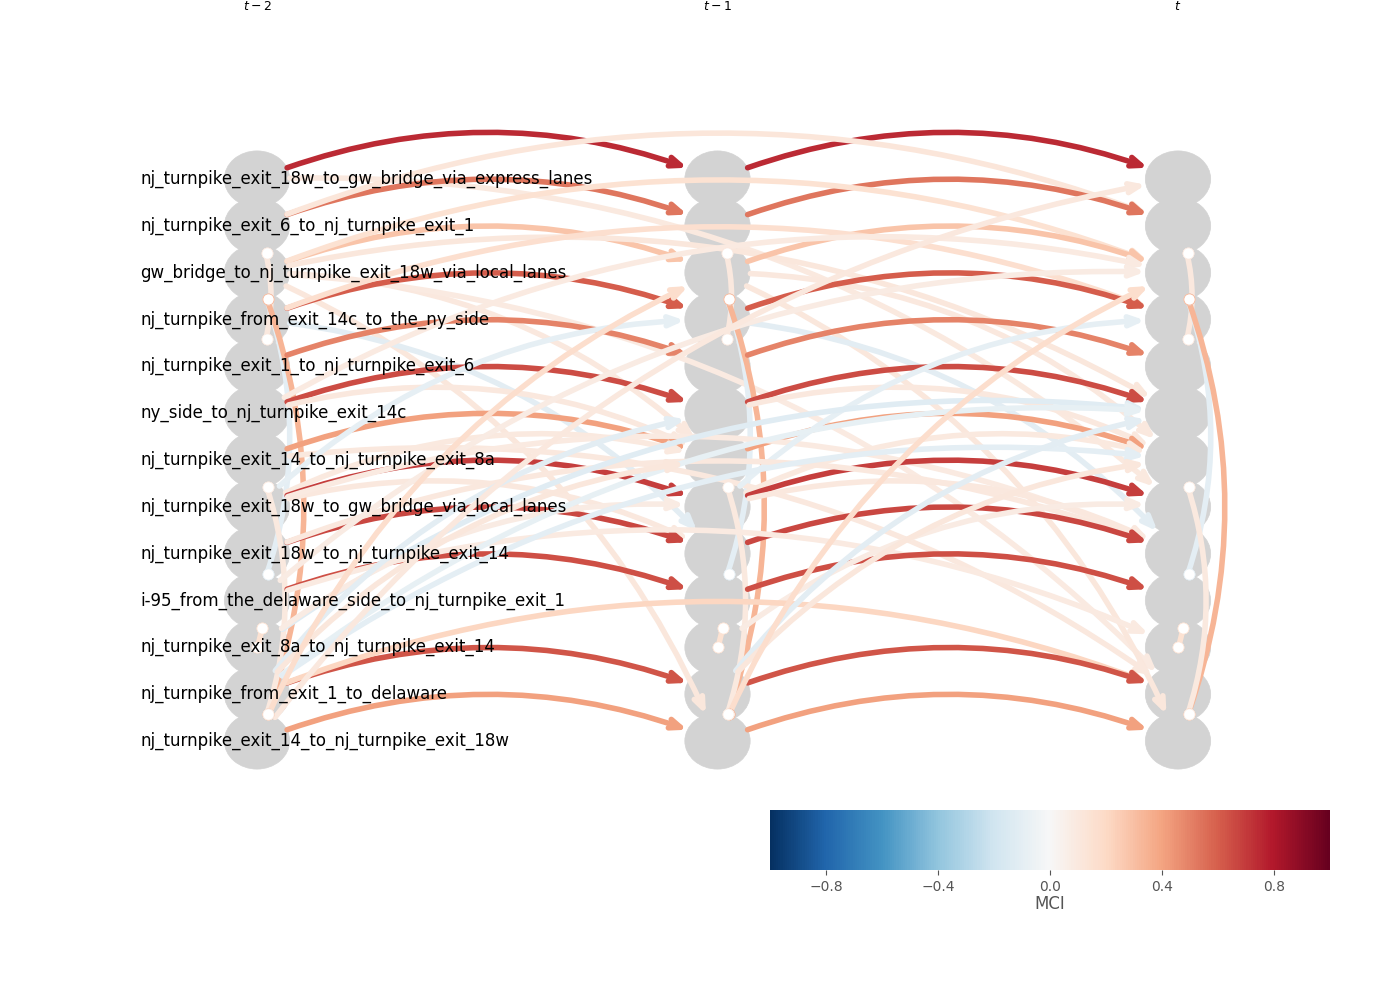 t − 2 t − 1 t
nj_turnpike_exit_18w_to_gw_bridge_via_express_lanes
nj_turnpike_exit_6_to_nj_turnpike_exit_1
gw_bridge_to_nj_turnpike_exit_18w_via_local_lanes
nj_turnpike_from_exit_14c_to_the_ny_side
nj_turnpike_exit_1_to_nj_turnpike_exit_6
ny_side_to_nj_turnpike_exit_14c
nj_turnpike_exit_14_to_nj_turnpike_exit_8a
nj_turnpike_exit_18w_to_gw_bridge_via_local_lanes
nj_turnpike_exit_18w_to_nj_turnpike_exit_14
i-95_from_the_delaware_side_to_nj_turnpike_exit_1
nj_turnpike_exit_8a_to_nj_turnpike_exit_14
nj_turnpike_from_exit_1_to_delaware
nj_turnpike_exit_14_to_nj_turnpike_exit_18w
−0.8 −0.4 0.0 0.4 0.8
MCI